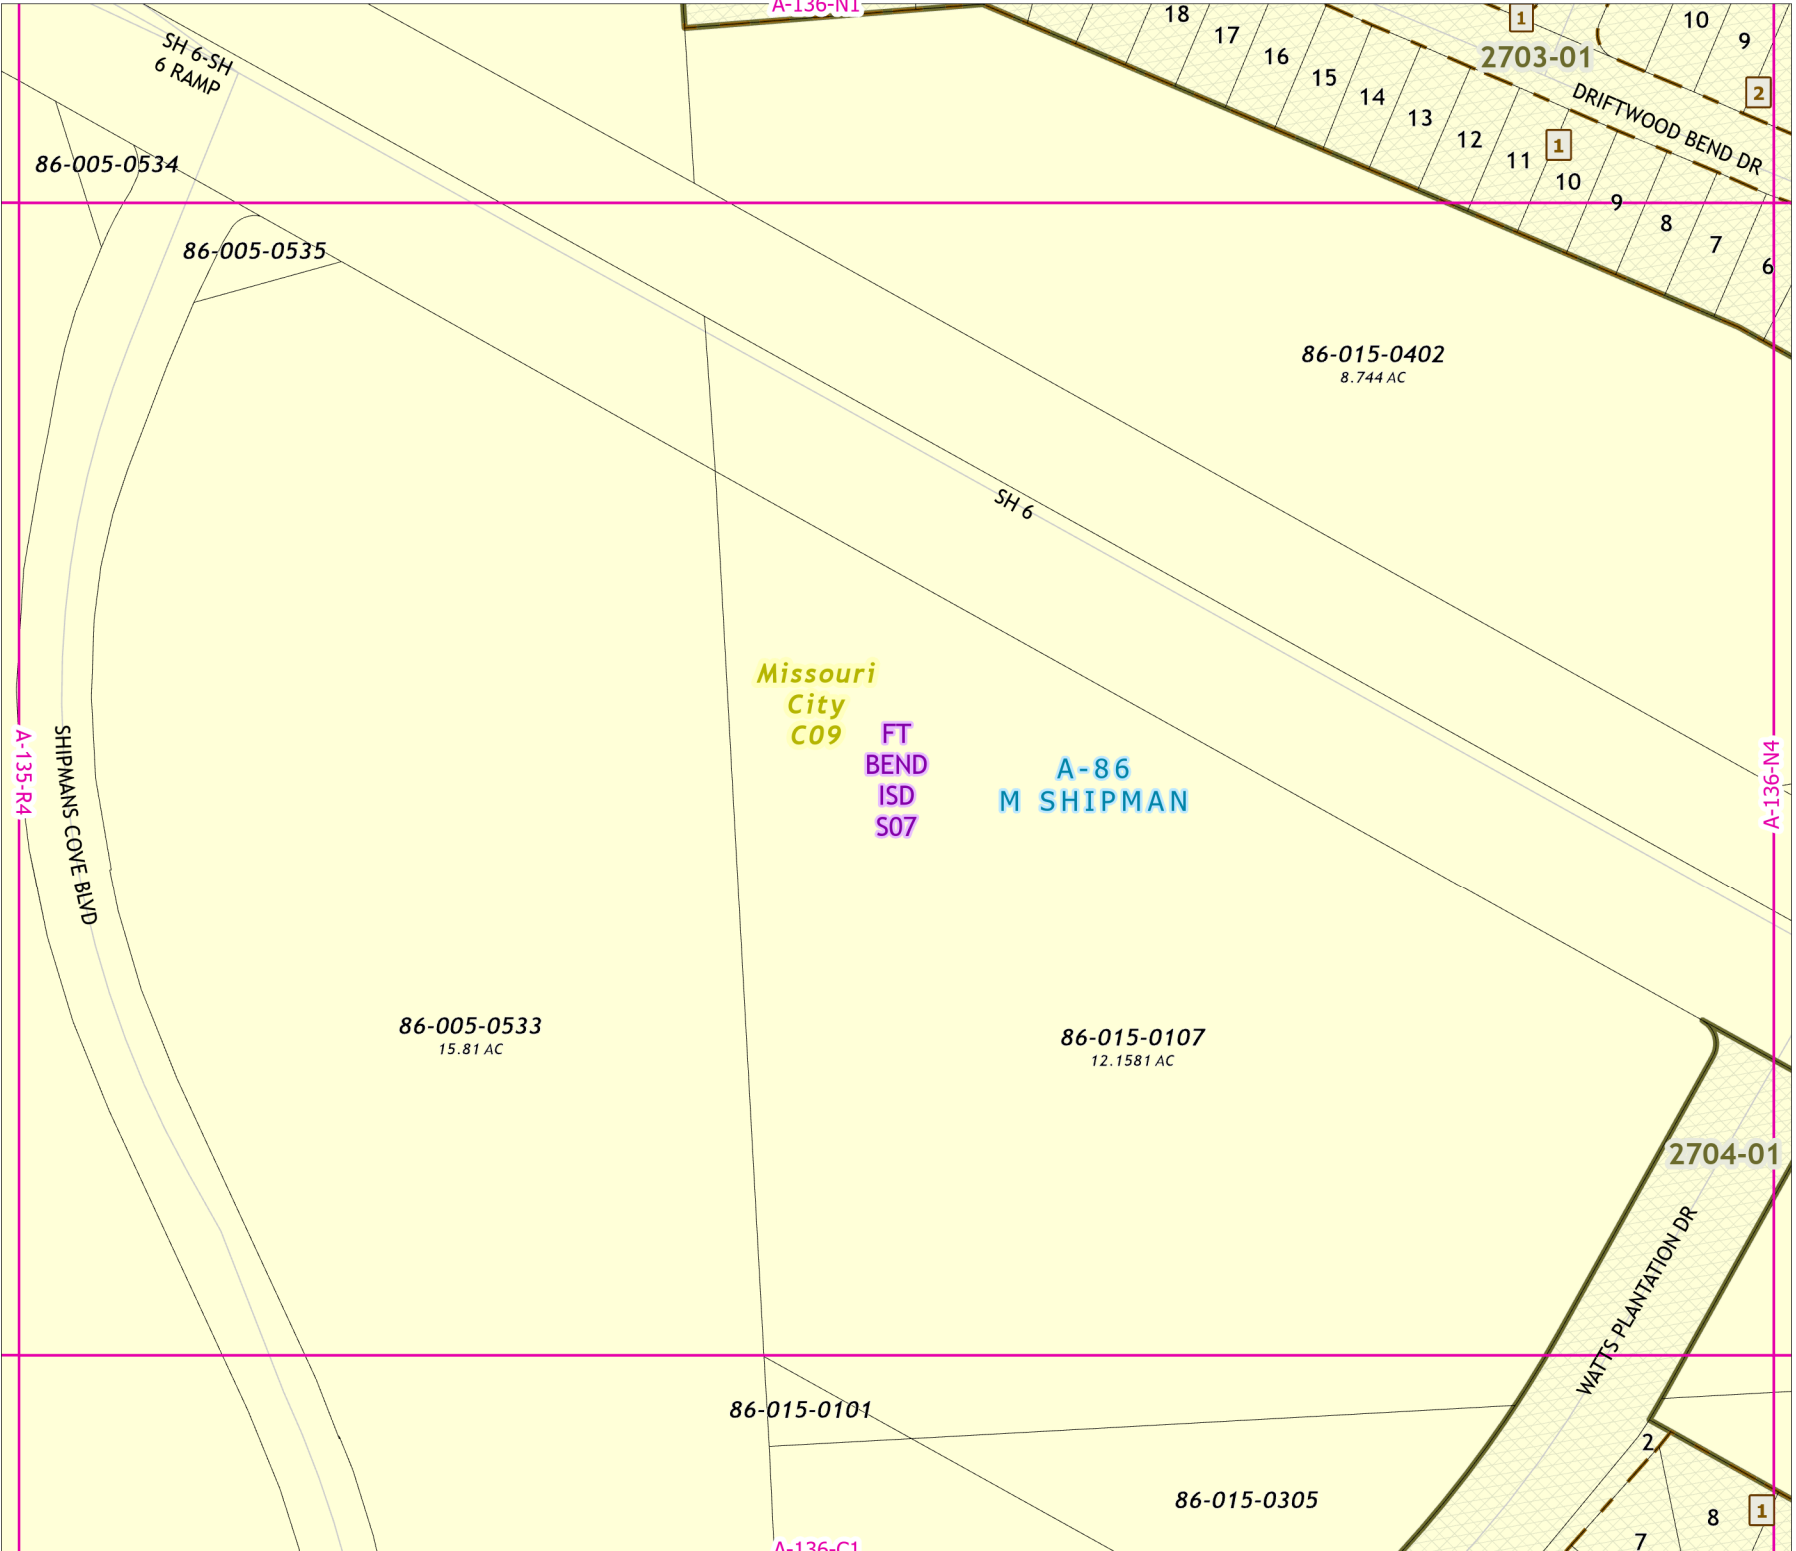 A-136-N1
SH 6-SH
6 RAMP
18
17
16
15
14
13
12
11
10
9
8
7
6
1
2703-01
10
9
2
DRIFTWOOD BEND DR
1
86-005-0534
86-005-0535
86-015-0402
8.744 AC
SH 6
Missouri
City
C09
FT
BEND
ISD
S07
A-86
M SHIPMAN
A-135-R4
SHIPMANS COVE BLVD
A-136-N4
86-005-0533
15.81 AC
86-015-0107
12.1581 AC
2704-01
WATTS PLANTATION DR
86-015-0101
86-015-0305
2
8
1
7
A-136-C1